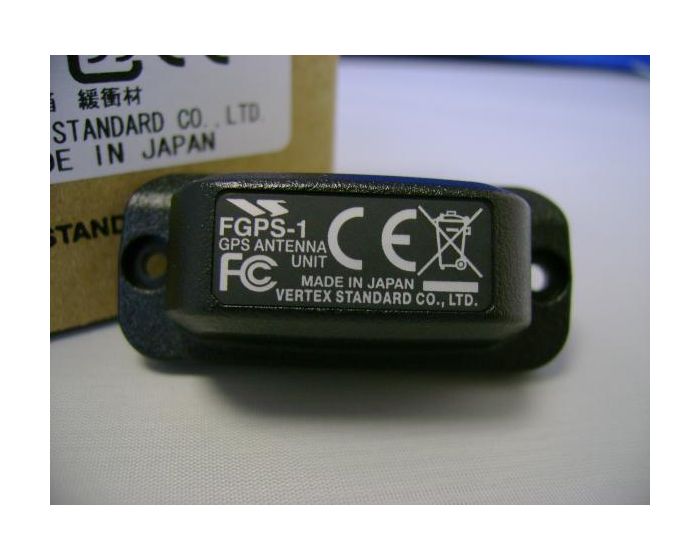 緩衝材
STANDARD CO.,LTD.
DE IN JAPAN
STAND
FGPS-1
GPS ANTENNA
UNIT
CE
FC
MADE IN JAPAN
VERTEX STANDARD CO., LTD.